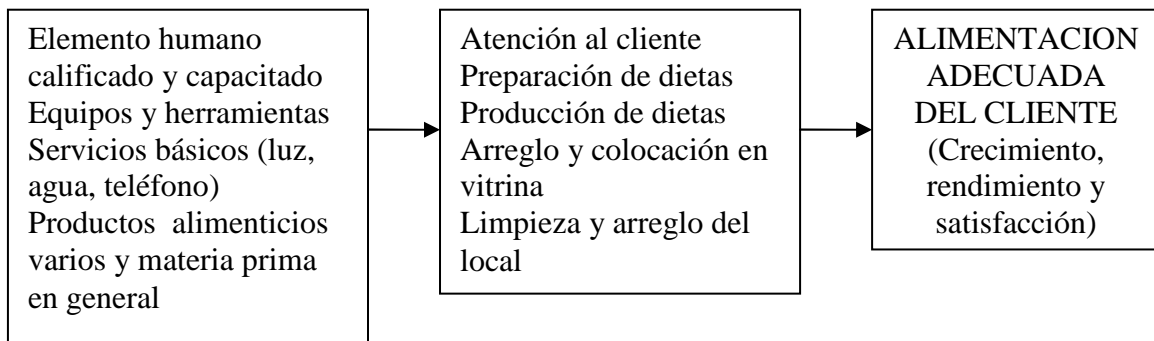 Elemento humano
calificado y capacitado
Equipos y herramientas
Servicios básicos (luz,
agua, teléfono)
Productos  alimenticios
varios y materia prima
en general
Atención al cliente
Preparación de dietas
Producción de dietas
Arreglo y colocación en
vitrina
Limpieza y arreglo del
local
ALIMENTACION
ADECUADA
DEL CLIENTE
(Crecimiento,
rendimiento y
satisfacción)